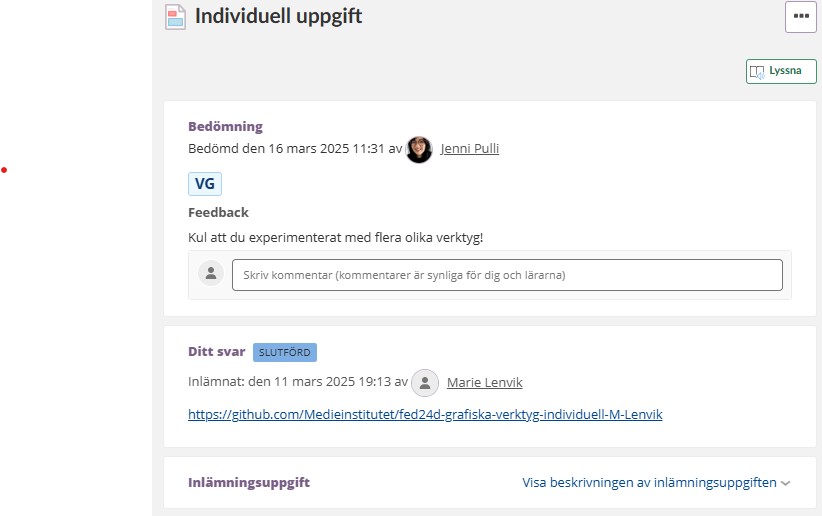 Individuell uppgift
Lyssna
Bedömning
Bedömd den 16 mars 2025 11:31 av Jenni Pulli
VG
Feedback
Kul att du experimenterat med flera olika verktyg!
Skriv kommentar (kommentarer är synliga för dig och lärarna)
Ditt svar SLUTFÖRD
Inlämnat: den 11 mars 2025 19:13 av Marie Lenvik
https://github.com/Medieinstitutet/fed24d-grafiska-verktyg-individuell-M-Lenvik
Inlämningsuppgift Visa beskrivningen av inlämningsuppgiften